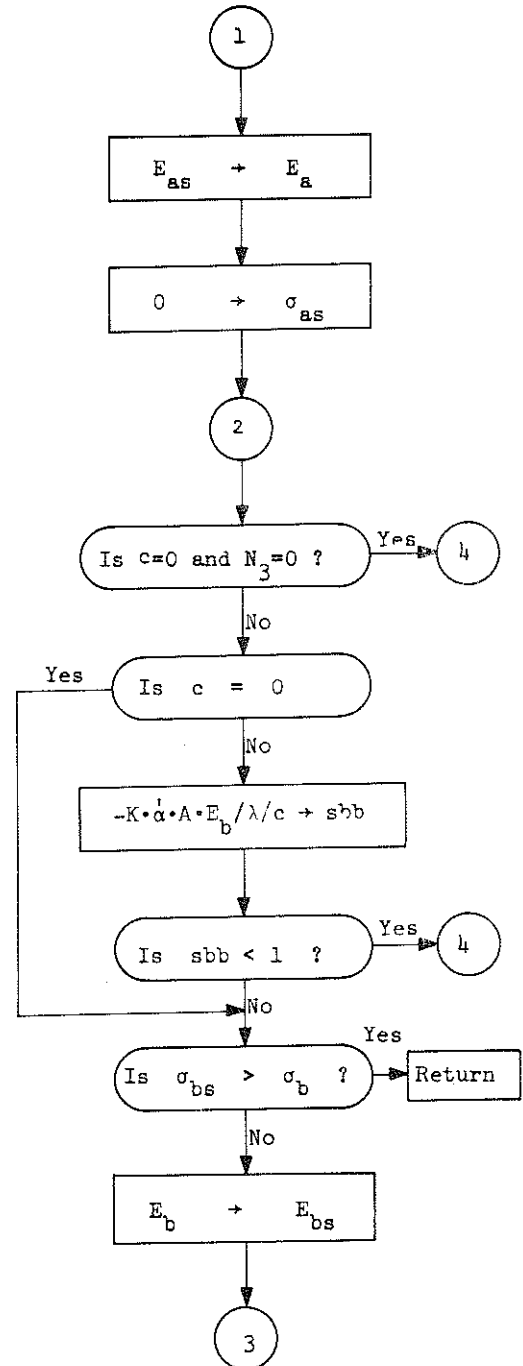 1
E_as → E_a
0 → σ_as
2
Is c=0 and N_3=0 ?
Yes
4
No
Yes
Is c = 0
No
-K•α̇•A•E_b/λ/c → sbb
Is sbb < 1 ?
Yes
4
No
Is σ_bs > σ_b ?
Yes
Return
No
E_b → E_bs
3